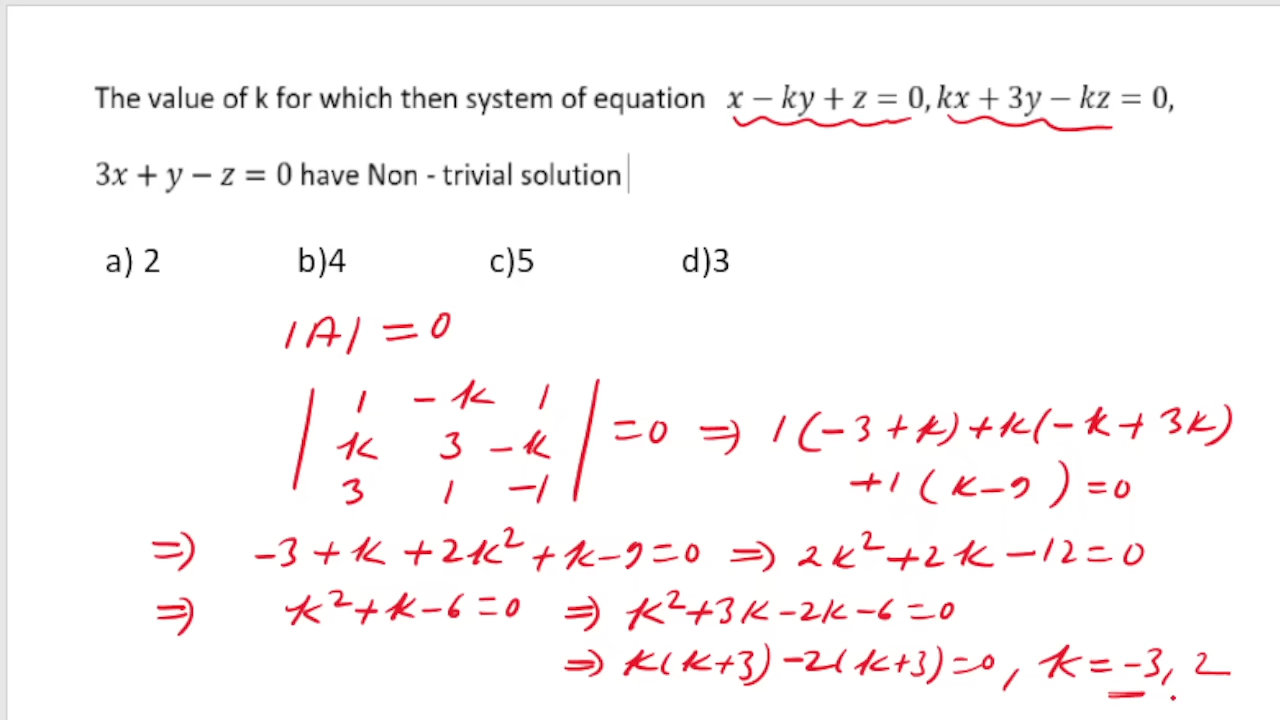 The value of k for which then system of equation x − ky + z = 0, kx + 3y − kz = 0,
3x + y − z = 0 have Non - trivial solution
a) 2 b)4 c)5 d)3
|A| = 0
| 1 -k 1 |
| k 3 -k | = 0 ⇒ 1(-3+k)+k(-k+3k)
| 3 1 -1 | +1(k-9)=0
⇒ -3+k+2k²+k-9=0 ⇒ 2k²+2k-12=0
⇒ k²+k-6=0 ⇒ k²+3k-2k-6=0
⇒ k(k+3)-2(k+3)=0, k=-3, 2